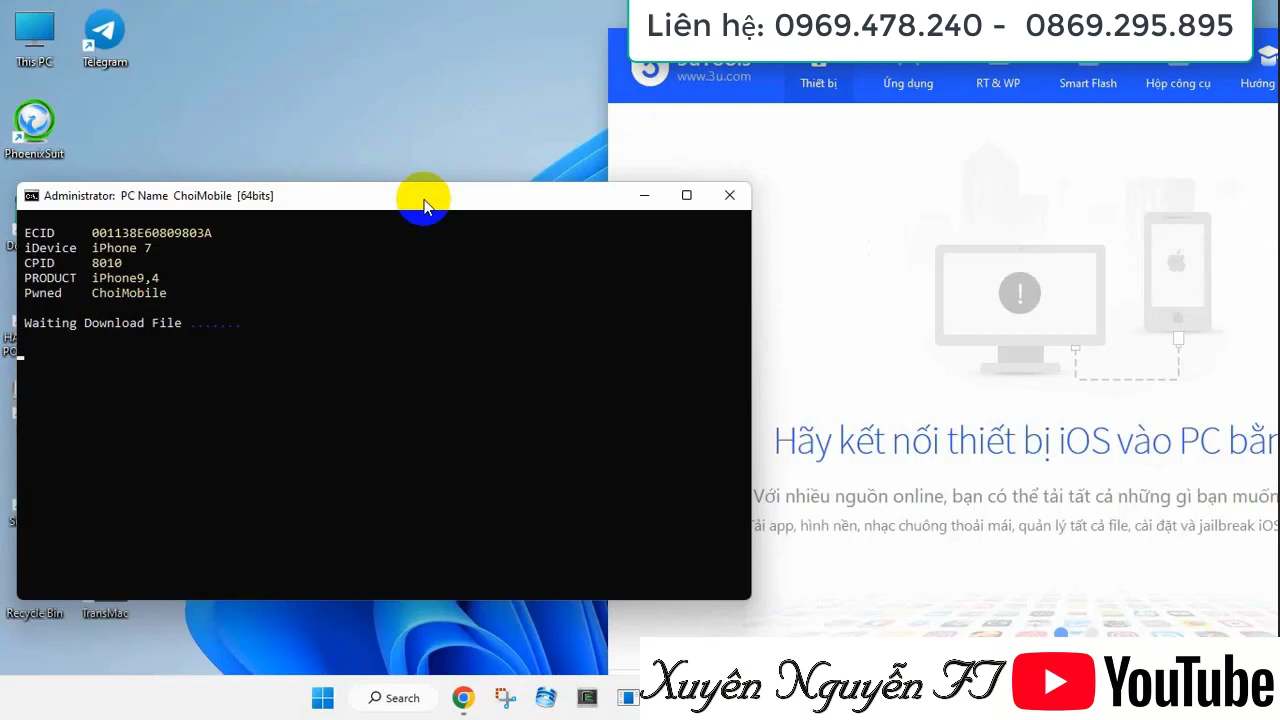 Liên hệ: 0969.478.240 - 0869.295.895
This PC
Telegram
PhoenixSuit
3uTools
www.3u.com
Thiết bị
Ứng dụng
RT & WP
Smart Flash
Hộp công cụ
Hướng
Administrator: PC Name ChoiMobile [64bits]
ECID 001138E60809803A
iDevice iPhone 7
CPID 8010
PRODUCT iPhone9,4
Pwned ChoiMobile
Waiting Download File .......
Hãy kết nối thiết bị iOS vào PC bằn
Với nhiều nguồn online, bạn có thể tải tất cả những gì bạn muốn
Tải app, hình nền, nhạc chuông thoải mái, quản lý tất cả file, cài đặt và jailbreak iOS
Recycle Bin
TransMac
Search
Xuyên Nguyễn FT
YouTube